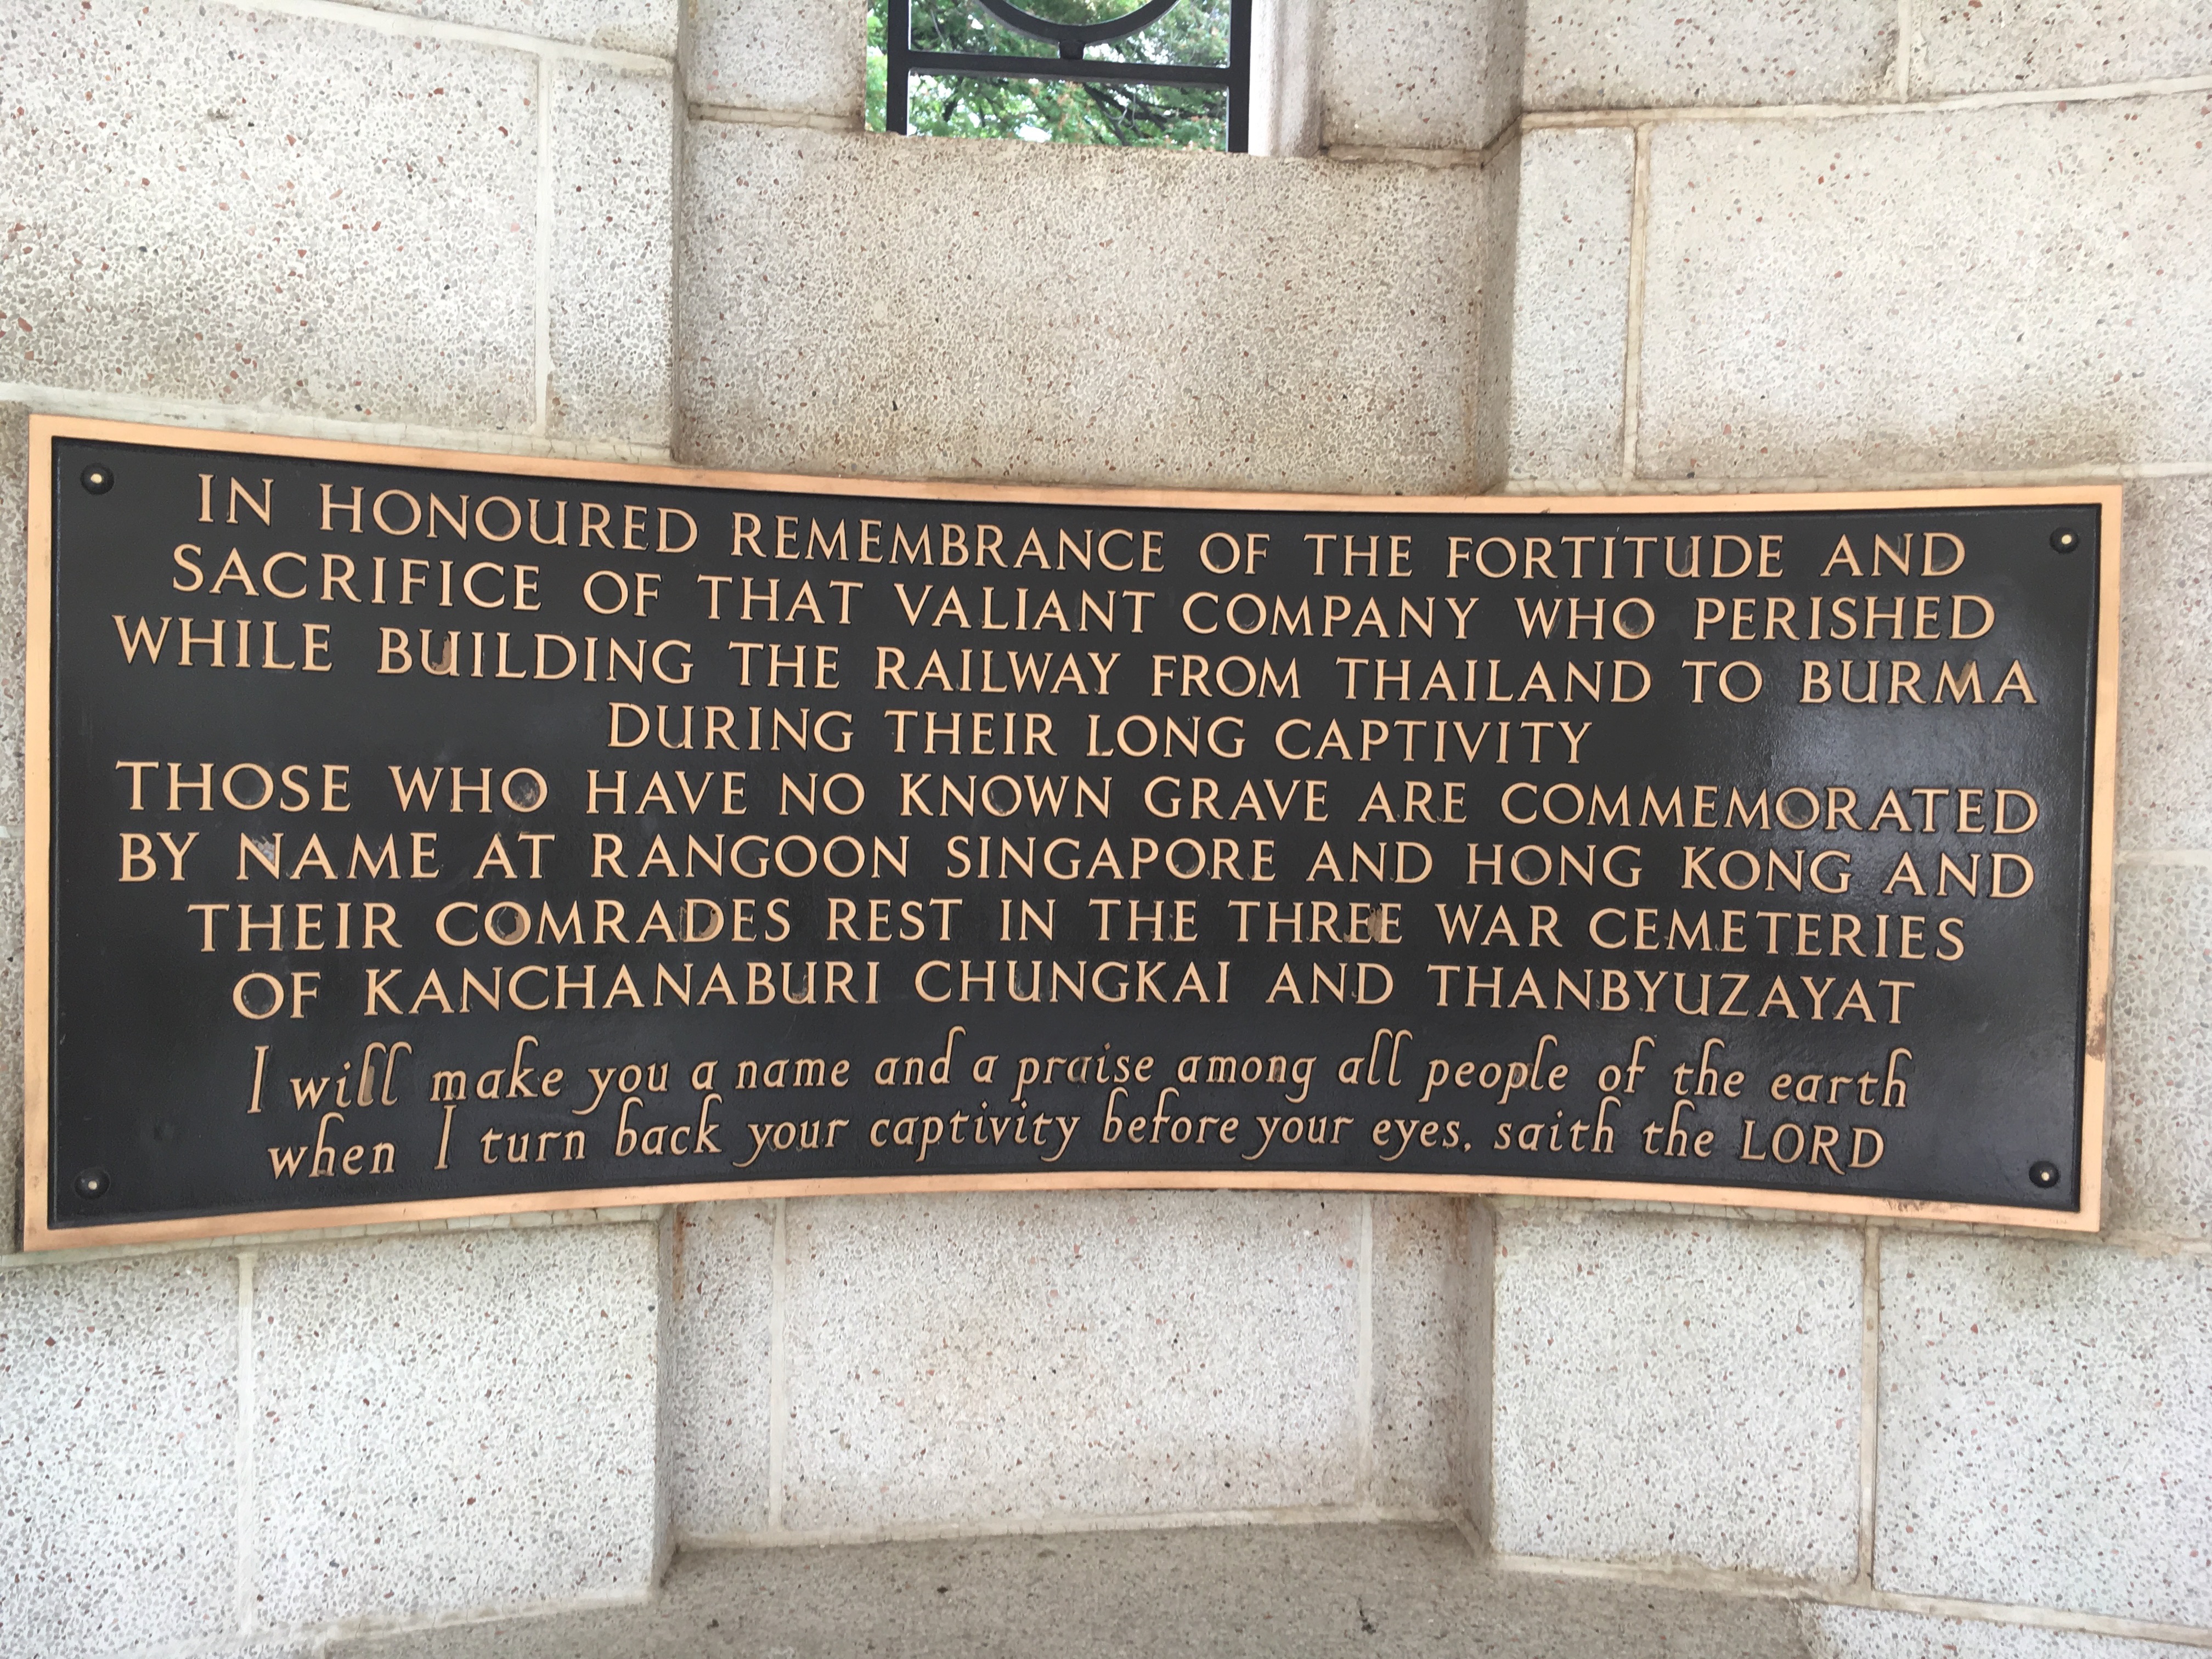 IN HONOURED REMEMBRANCE OF THE FORTITUDE AND
SACRIFICE OF THAT VALIANT COMPANY WHO PERISHED
WHILE BUILDING THE RAILWAY FROM THAILAND TO BURMA
DURING THEIR LONG CAPTIVITY
THOSE WHO HAVE NO KNOWN GRAVE ARE COMMEMORATED
BY NAME AT RANGOON SINGAPORE AND HONG KONG AND
THEIR COMRADES REST IN THE THREE WAR CEMETERIES
OF KANCHANABURI CHUNGKAI AND THANBYUZAYAT
I will make you a name and a praise among all people of the earth
when I turn back your captivity before your eyes, saith the LORD